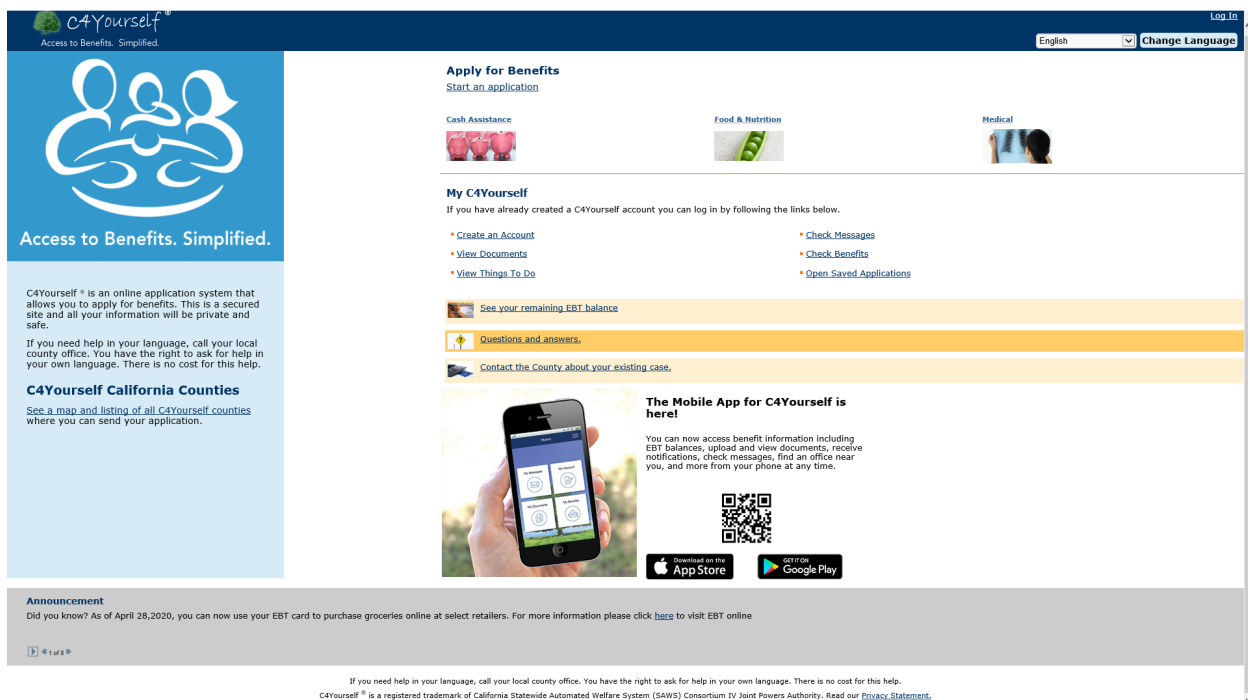 C4Yourself ®
Access to Benefits. Simplified.
Log In
English
Change Language
Access to Benefits. Simplified.
C4Yourself ® is an online application system that
allows you to apply for benefits. This is a secured
site and all your information will be private and
safe.
If you need help in your language, call your local
county office. You have the right to ask for help in
your own language. There is no cost for this help.
C4Yourself California Counties
See a map and listing of all C4Yourself counties
where you can send your application.
Apply for Benefits
Start an application
Cash Assistance
Food & Nutrition
Medical
My C4Yourself
If you have already created a C4Yourself account you can log in by following the links below.
Create an Account
Check Messages
View Documents
Check Benefits
View Things To Do
Open Saved Applications
See your remaining EBT balance
Questions and answers.
Contact the County about your existing case.
My Messages
My Account
My Documents
My Benefits
The Mobile App for C4Yourself is
here!
You can now access benefit information including
EBT balances, upload and view documents, receive
notifications, check messages, find an office near
you, and more from your phone at any time.
Download on the
App Store
GET IT ON
Google Play
Announcement
Did you know? As of April 28,2020, you can now use your EBT card to purchase groceries online at select retailers. For more information please click here to visit EBT online
1 of 8
If you need help in your language, call your local county office. You have the right to ask for help in your own language. There is no cost for this help.
C4Yourself ® is a registered trademark of California Statewide Automated Welfare System (SAWS) Consortium IV Joint Powers Authority. Read our Privacy Statement.